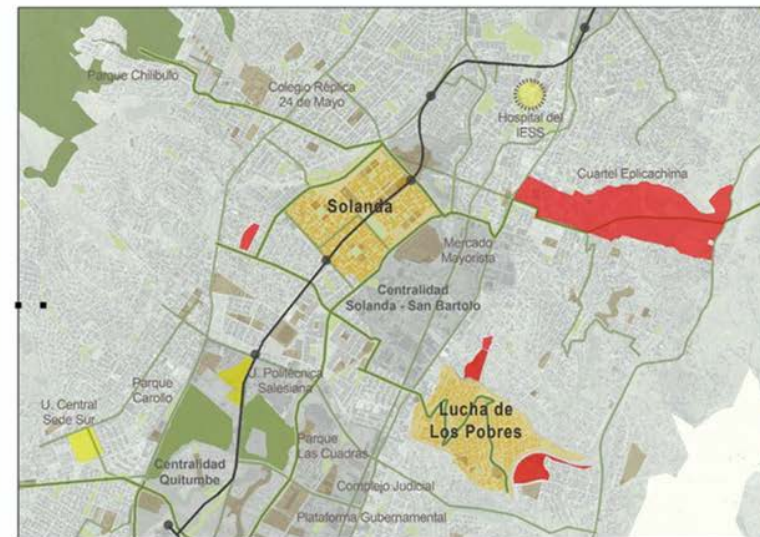 Parque Chilibulo
Colegio Réplica
24 de Mayo
Hospital del
IESS
Cuartel Eplicachima
Solanda
Mercado
Mayorista
Centralidad
Solanda - San Bartolo
U. Politécnica
Salesiana
Parque
Carollo
U. Central
Sede Sur
Lucha de
Los Pobres
Parque
Las Cuadras
Centralidad
Quitumbe
Complejo Judicial
Plataforma Gubernamental